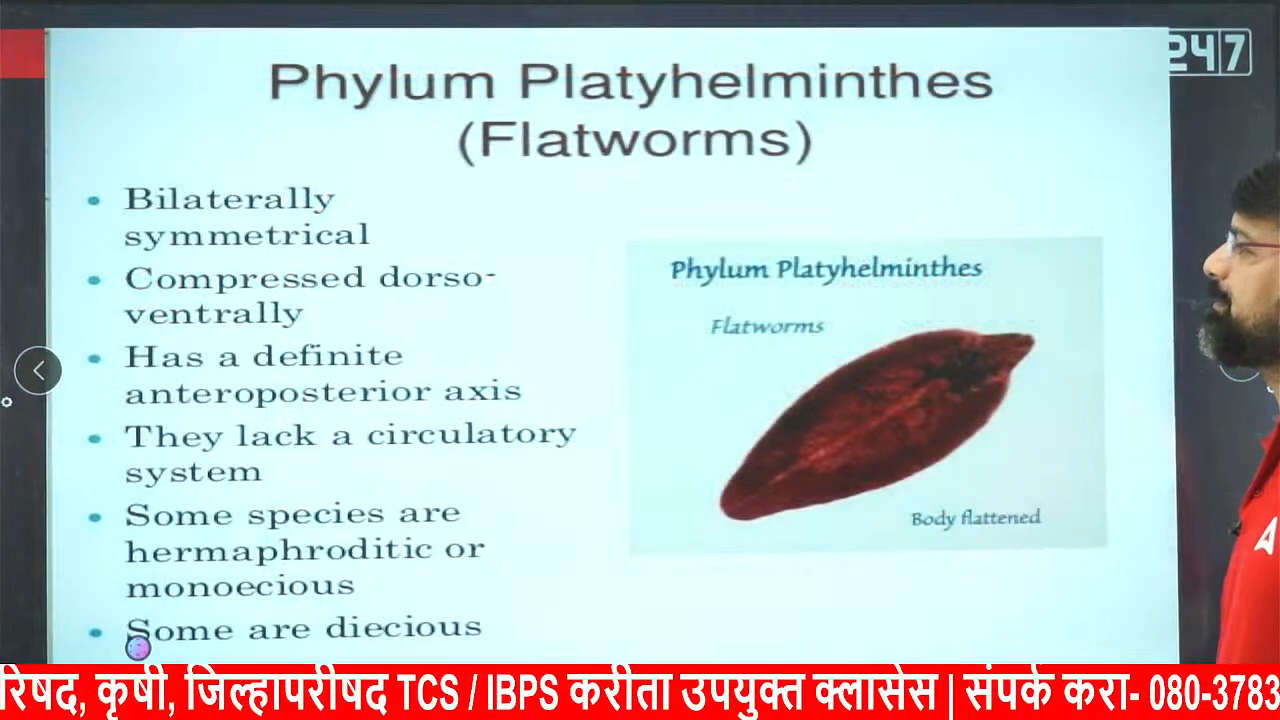 247
Phylum Platyhelminthes
(Flatworms)
• Bilaterally
symmetrical
• Compressed dorso-
ventrally
• Has a definite
anteroposterior axis
• They lack a circulatory
system
• Some species are
hermaphroditic or
monoecious
• Some are diecious
Phylum Platyhelminthes
Flatworms
Body flattened
A
रिषद, कृषी, जिल्हापरीषद TCS / IBPS करीता उपयुक्त क्लासेस | संपर्क करा- 080-3783